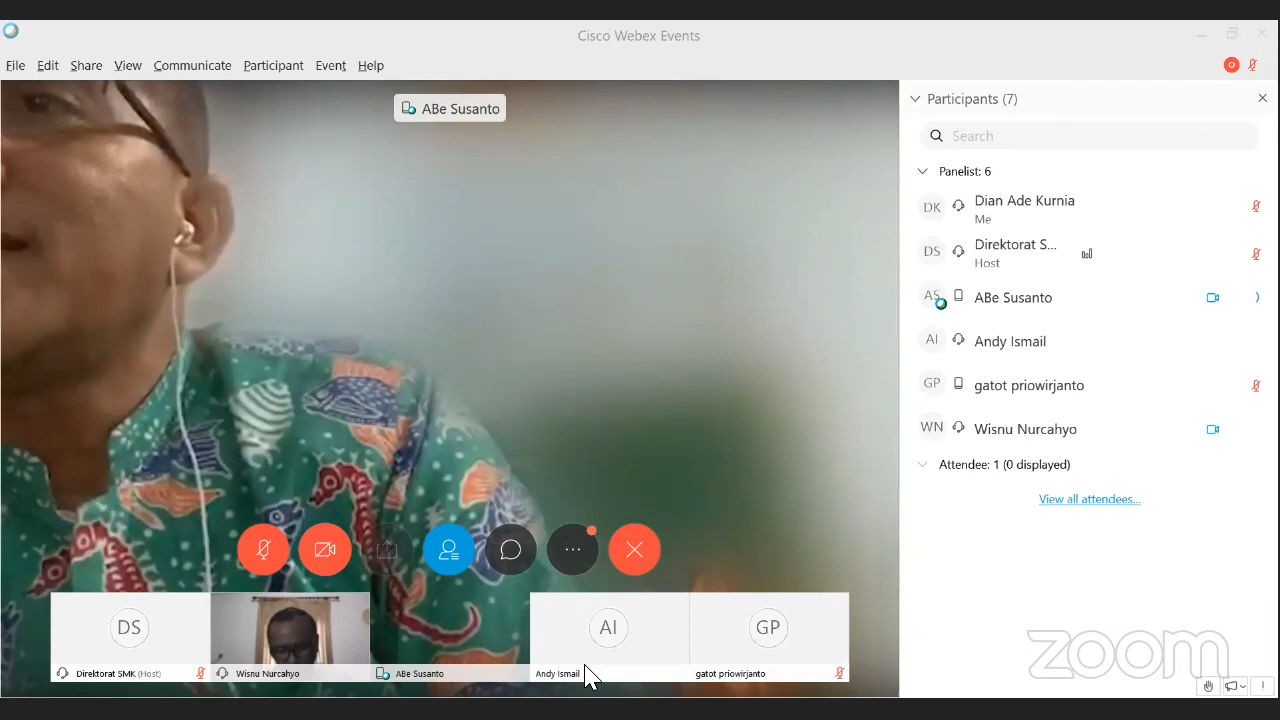 Cisco Webex Events
File Edit Share View Communicate Participant Event Help
ABe Susanto
Participants (7)
Search
Panelist: 6
DK Dian Ade Kurnia
Me
DS Direktorat S...
Host
AS ABe Susanto
AI Andy Ismail
GP gatot priowirjanto
WN Wisnu Nurcahyo
Attendee: 1 (0 displayed)
View all attendees...
DS AI GP
Direktorat SMK (Host) Wisnu Nurcahyo ABe Susanto Andy Ismail gatot priowirjanto
zoom